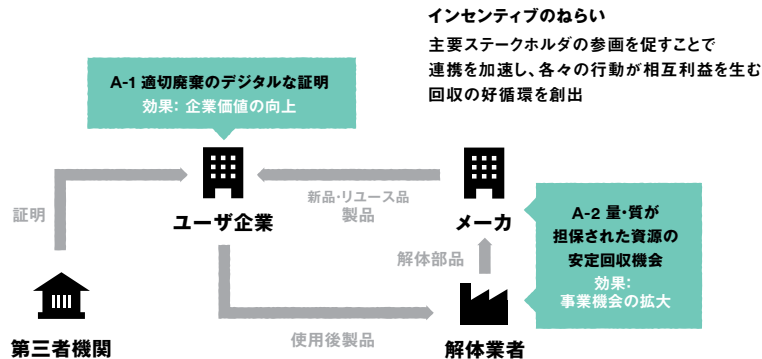 インセンティブのねらい
主要ステークホルダの参画を促すことで
連携を加速し、各々の行動が相互利益を生む
回収の好循環を創出
A-1 適切廃棄のデジタルな証明
効果: 企業価値の向上
証明
ユーザ企業
新品・リユース品
製品
メーカ
A-2 量・質が
担保された資源の
安定回収機会
効果:
事業機会の拡大
解体部品
第三者機関
使用後製品
解体業者